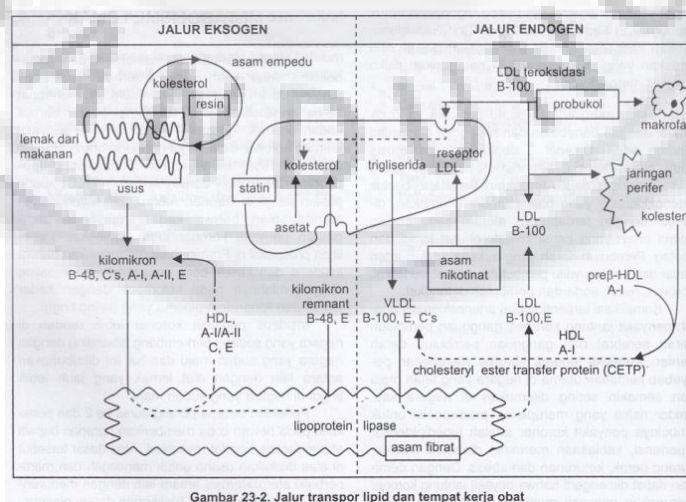 JALUR EKSOGEN
JALUR ENDOGEN
asam empedu
kolesterol
resin
lemak dari
makanan
usus
LDL teroksidasi
B-100
probukol
makrofa
kolesterol
trigliserida
reseptor
LDL
statin
asetat
jaringan
perifer
LDL
B-100
kolester
asam
nikotinat
kilomikron
B-48, C's, A-I, A-II, E
kilomikron
remnant
B-48, E
VLDL
B-100, E, C's
LDL
B-100,E
preβ-HDL
A-I
HDL,
A-I/A-II
C, E
HDL
A-I
cholesteryl ester transfer protein (CETP)
lipoprotein lipase
asam fibrat
Gambar 23-2. Jalur transpor lipid dan tempat kerja obat